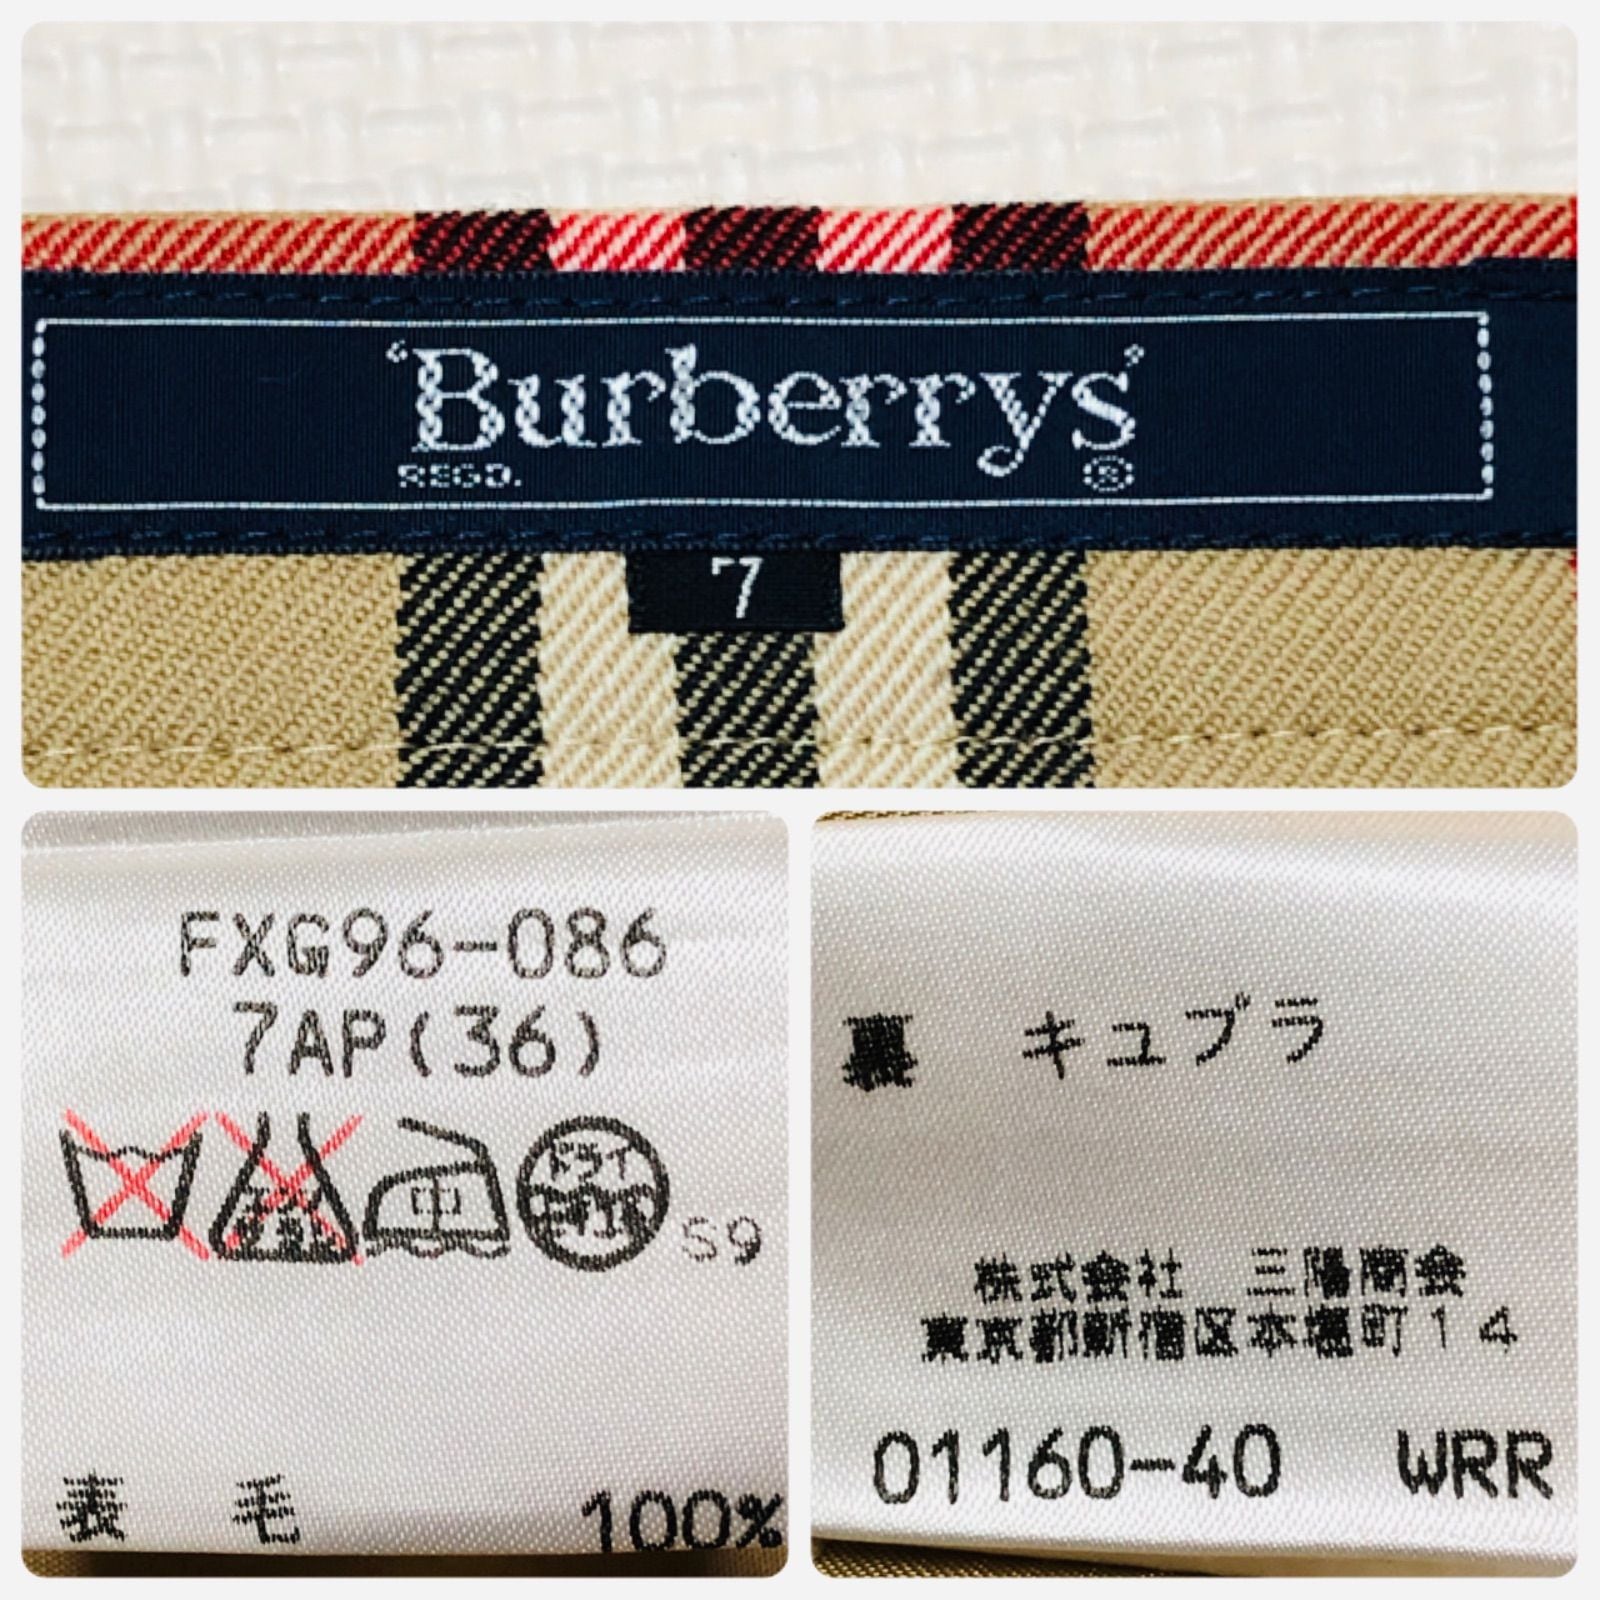 "Burberrys"
REGD. ®
7
FXG96-086
7AP(36)
中
ドライ
S9
表 毛 100%
裏 キュプラ
株式会社 三陽商会
東京都新宿区本塩町14
01160-40 WRR